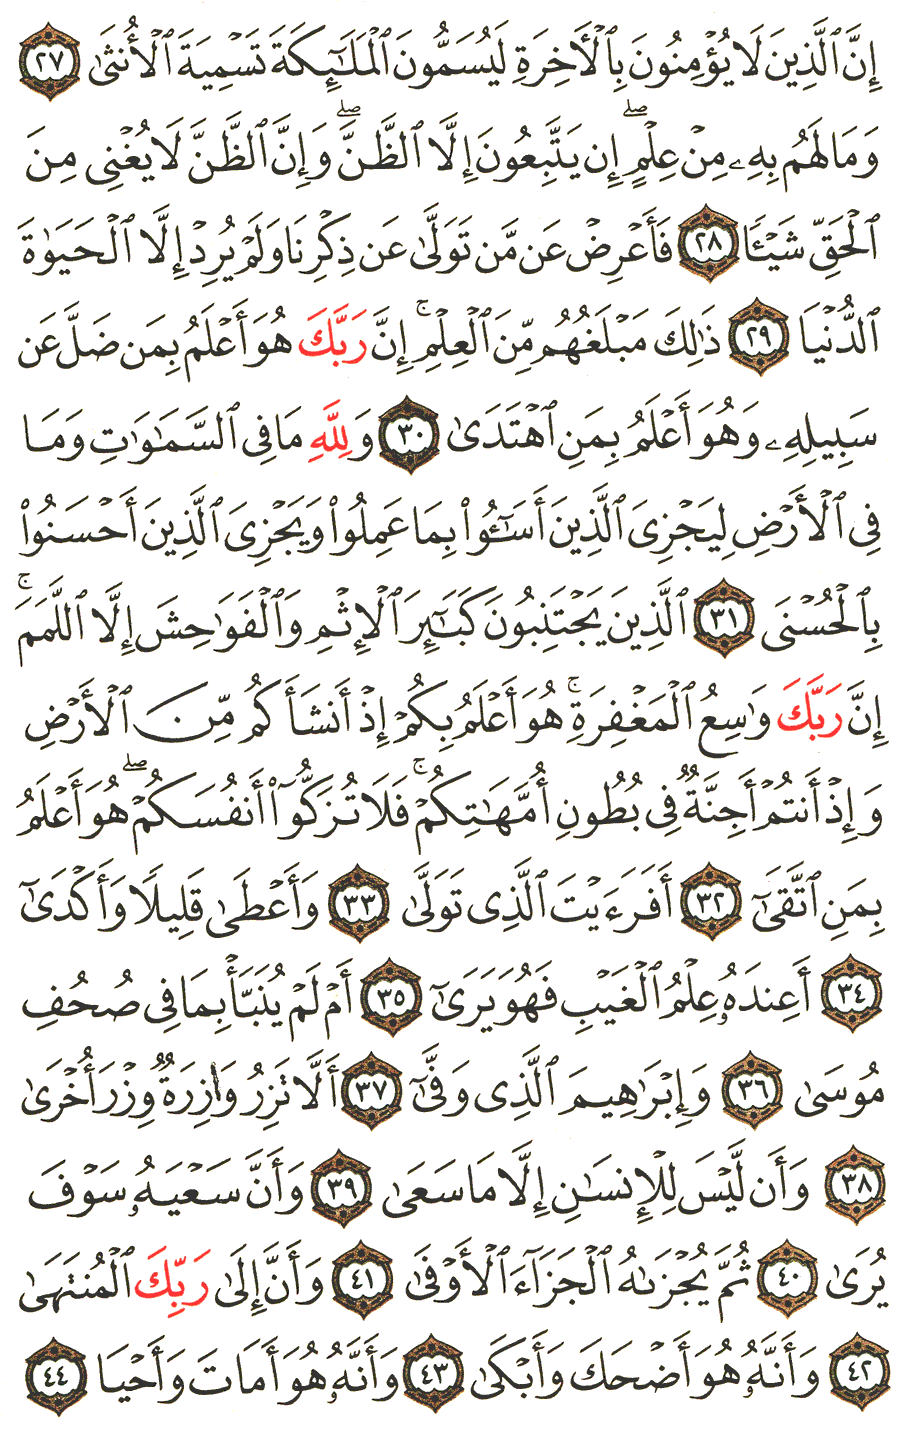 إِنَّ ٱلَّذِينَ لَا يُؤْمِنُونَ بِٱلْأَخِرَةِ لَيُسَمُّونَ ٱلْمَلَٰٓئِكَةَ تَسْمِيَةَ ٱلْأُنثَىٰ ٢٧
وَمَا لَهُم بِهِۦ مِنْ عِلْمٍ ۖ إِن يَتَّبِعُونَ إِلَّا ٱلظَّنَّ ۖ وَإِنَّ ٱلظَّنَّ لَا يُغْنِى مِنَ
ٱلْحَقِّ شَيْـًٔا ٢٨ فَأَعْرِضْ عَن مَّن تَوَلَّىٰ عَن ذِكْرِنَا وَلَمْ يُرِدْ إِلَّا ٱلْحَيَوٰةَ
ٱلدُّنْيَا ٢٩ ذَٰلِكَ مَبْلَغُهُم مِّنَ ٱلْعِلْمِ ۚ إِنَّ رَبَّكَ هُوَ أَعْلَمُ بِمَن ضَلَّ عَن
سَبِيلِهِۦ وَهُوَ أَعْلَمُ بِمَنِ ٱهْتَدَىٰ ٣٠ وَلِلَّهِ مَا فِى ٱلسَّمَٰوَٰتِ وَمَا
فِى ٱلْأَرْضِ لِيَجْزِىَ ٱلَّذِينَ أَسَٰٓـُٔوا۟ بِمَا عَمِلُوا۟ وَيَجْزِىَ ٱلَّذِينَ أَحْسَنُوا۟
بِٱلْحُسْنَى ٣١ ٱلَّذِينَ يَجْتَنِبُونَ كَبَٰٓئِرَ ٱلْإِثْمِ وَٱلْفَوَٰحِشَ إِلَّا ٱللَّمَمَ ۚ
إِنَّ رَبَّكَ وَٰسِعُ ٱلْمَغْفِرَةِ ۚ هُوَ أَعْلَمُ بِكُمْ إِذْ أَنشَأَكُم مِّنَ ٱلْأَرْضِ
وَإِذْ أَنتُمْ أَجِنَّةٌ فِى بُطُونِ أُمَّهَٰتِكُمْ ۚ فَلَا تُزَكُّوٓا۟ أَنفُسَكُمْ ۖ هُوَ أَعْلَمُ
بِمَنِ ٱتَّقَىٰٓ ٣٢ أَفَرَءَيْتَ ٱلَّذِى تَوَلَّىٰ ٣٣ وَأَعْطَىٰ قَلِيلًا وَأَكْدَىٰٓ
٣٤ أَعِندَهُۥ عِلْمُ ٱلْغَيْبِ فَهُوَ يَرَىٰٓ ٣٥ أَمْ لَمْ يُنَبَّأْ بِمَا فِى صُحُفِ
مُوسَىٰ ٣٦ وَإِبْرَٰهِيمَ ٱلَّذِى وَفَّىٰٓ ٣٧ أَلَّا تَزِرُ وَازِرَةٌ وِزْرَ أُخْرَىٰ
٣٨ وَأَن لَّيْسَ لِلْإِنسَٰنِ إِلَّا مَا سَعَىٰ ٣٩ وَأَنَّ سَعْيَهُۥ سَوْفَ
يُرَىٰ ٤٠ ثُمَّ يُجْزَىٰهُ ٱلْجَزَآءَ ٱلْأَوْفَىٰ ٤١ وَأَنَّ إِلَىٰ رَبِّكَ ٱلْمُنتَهَىٰ
٤٢ وَأَنَّهُۥ هُوَ أَضْحَكَ وَأَبْكَىٰ ٤٣ وَأَنَّهُۥ هُوَ أَمَاتَ وَأَحْيَا ٤٤